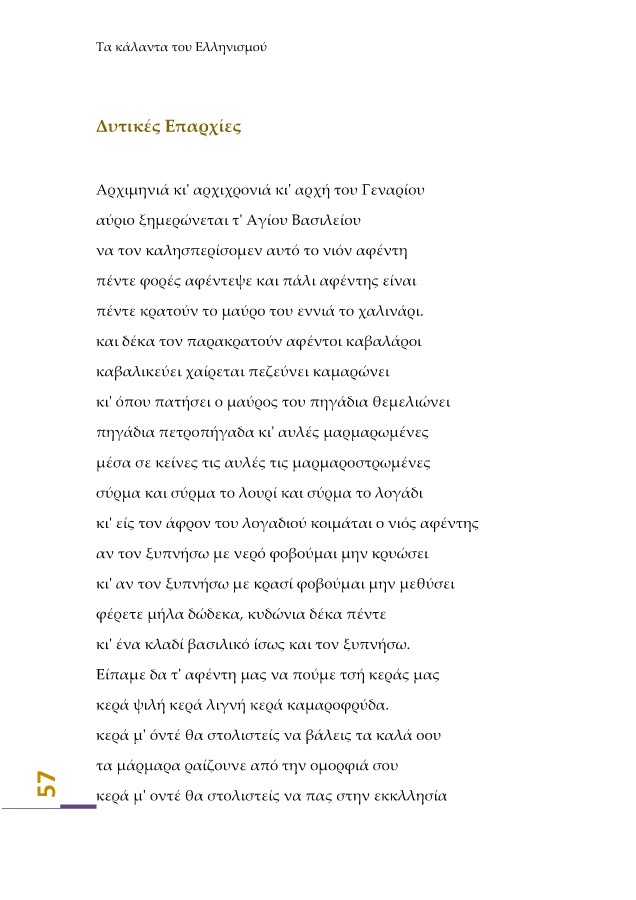 Τα κάλαντα του Ελληνισμού
Δυτικές Επαρχίες
Αρχιμηνιά κι' αρχιχρονιά κι' αρχή του Γεναρίου
αύριο ξημερώνεται τ' Αγίου Βασιλείου
να τον καλησπερίσομεν αυτό το νιόν αφέντη
πέντε φορές αφέντεψε και πάλι αφέντης είναι
πέντε κρατούν το μαύρο του εννιά το χαλινάρι.
και δέκα τον παρακρατούν αφέντοι καβαλάροι
καβαλικεύει χαίρεται πεζεύνει καμαρώνει
κι' όπου πατήσει ο μαύρος του πηγάδια θεμελιώνει
πηγάδια πετροπήγαδα κι' αυλές μαρμαρωμένες
μέσα σε κείνες τις αυλές τις μαρμαροστρωμένες
σύρμα και σύρμα το λουρί και σύρμα το λογάδι
κι' είς τον άφρον του λογαδιού κοιμάται ο νιός αφέντης
αν τον ξυπνήσω με νερό φοβούμαι μην κρυώσει
κι' αν τον ξυπνήσω με κρασί φοβούμαι μην μεθύσει
φέρετε μήλα δώδεκα, κυδώνια δέκα πέντε
κι' ένα κλαδί βασιλικό ίσως και τον ξυπνήσω.
Είπαμε δα τ' αφέντη μας να πούμε τσή κεράς μας
κερά ψιλή κερά λιγνή κερά καμαροφρύδα.
κερά μ' όντέ θα στολιστείς να βάλεις τα καλά οου
τα μάρμαρα ραίζουνε από την ομορφιά σου
κερά μ' οντέ θα στολιστείς να πας στην εκκλλησία
57